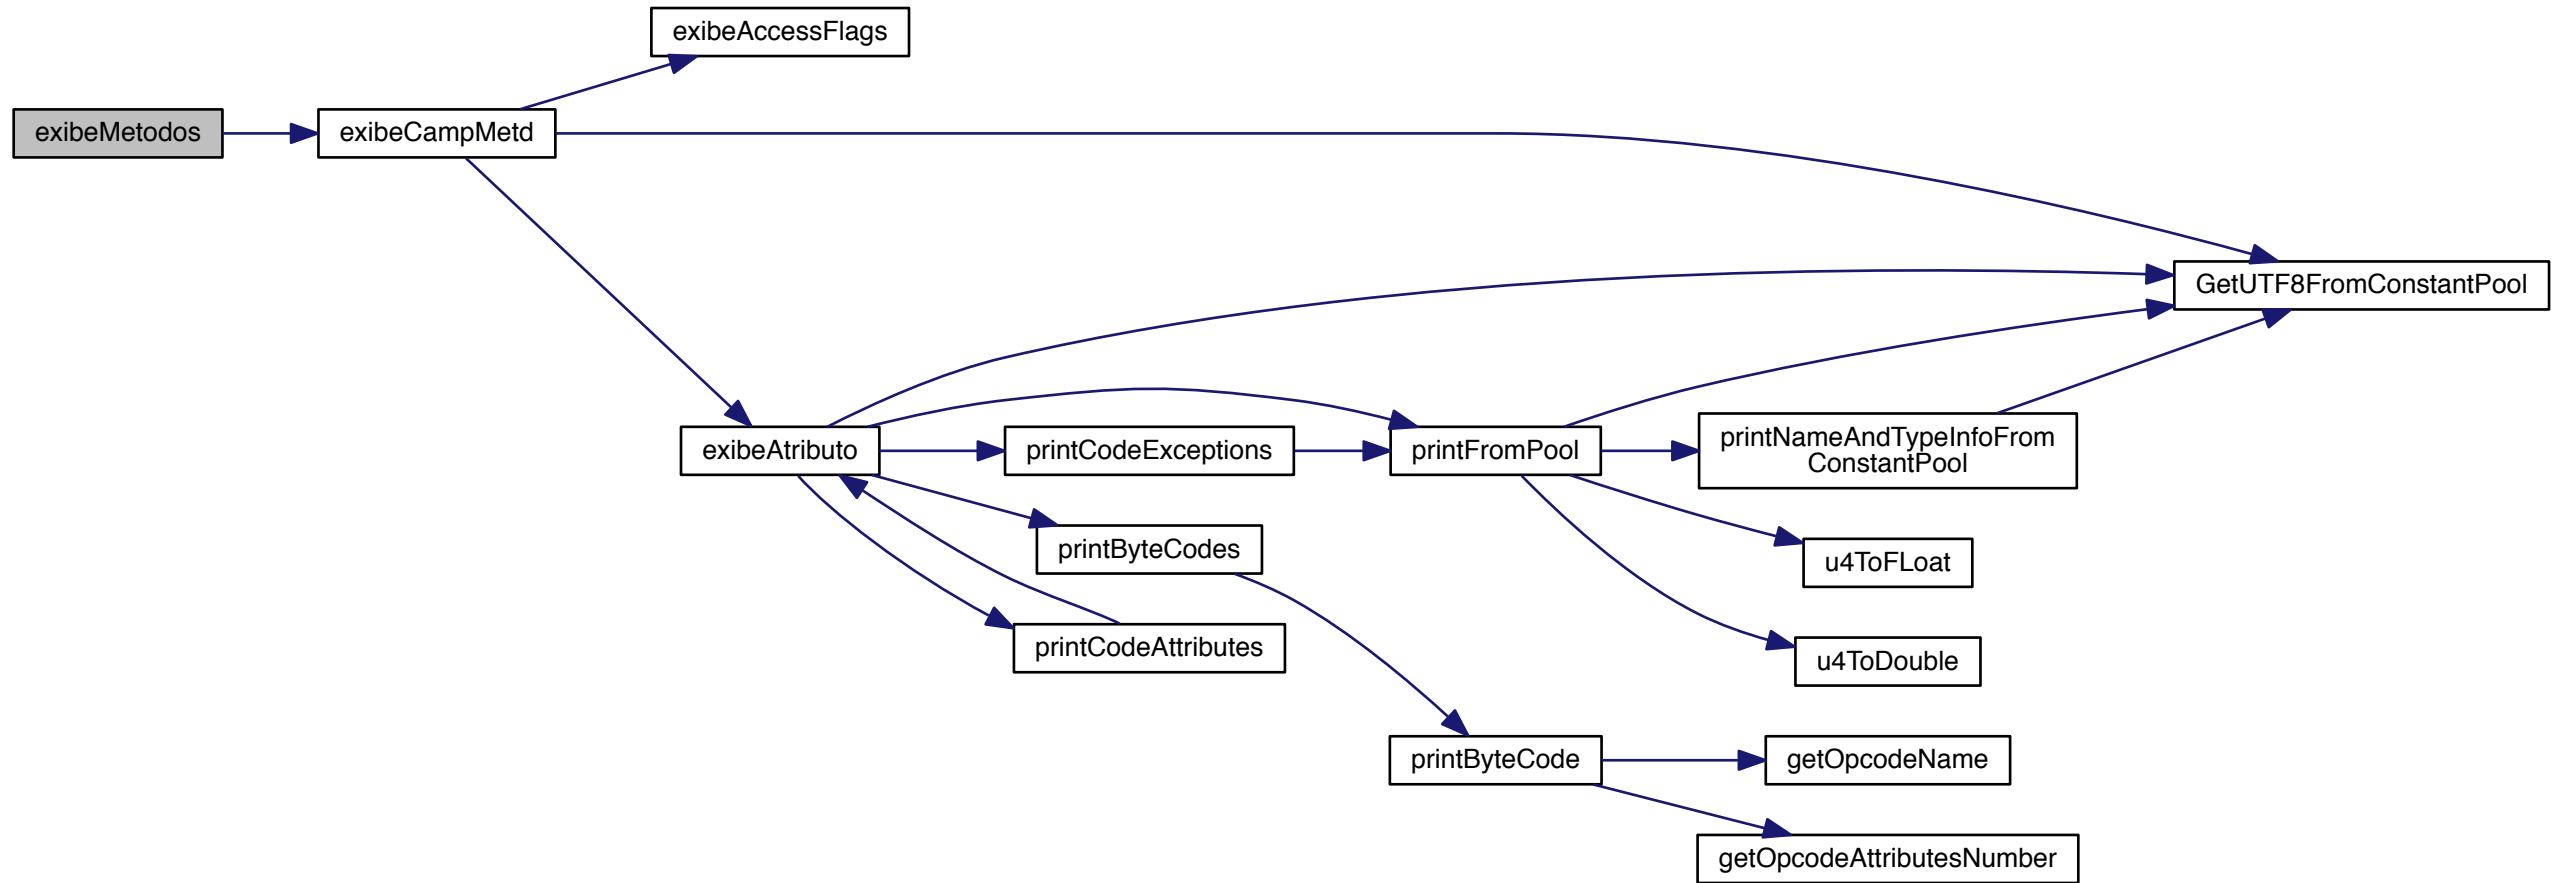 exibeAccessFlags
exibeMetodos
exibeCampMetd
GetUTF8FromConstantPool
exibeAtributo
printCodeExceptions
printFromPool
printNameAndTypeInfoFrom
ConstantPool
printByteCodes
u4ToFLoat
printCodeAttributes
u4ToDouble
printByteCode
getOpcodeName
getOpcodeAttributesNumber